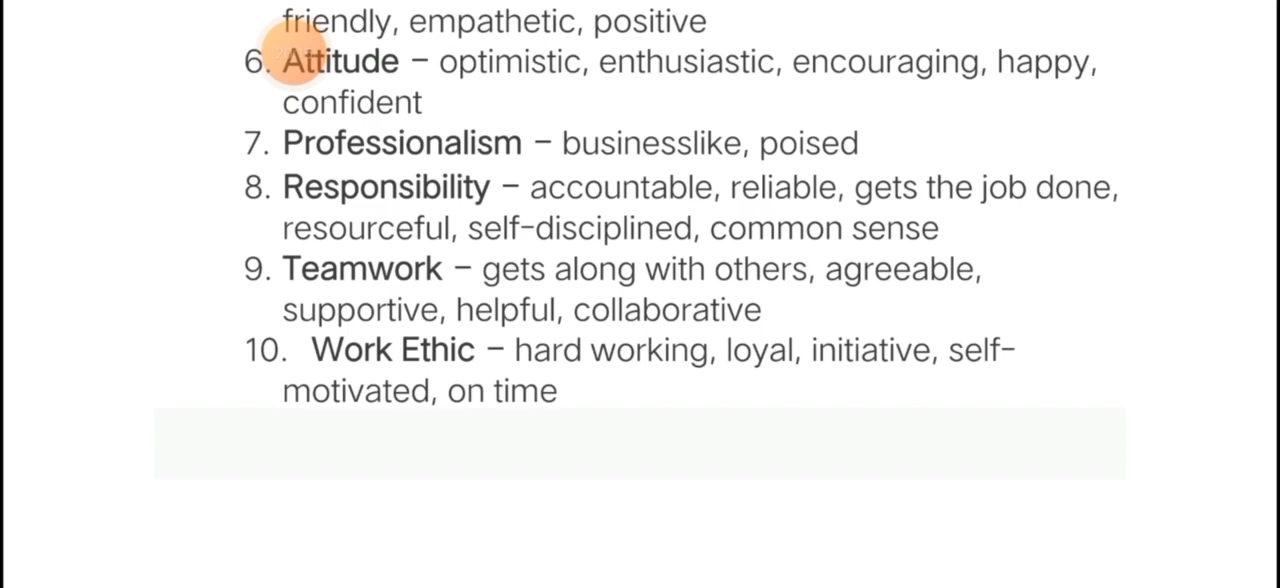 friendly, empathetic, positive
6. Attitude – optimistic, enthusiastic, encouraging, happy,
confident
7. Professionalism – businesslike, poised
8. Responsibility – accountable, reliable, gets the job done,
resourceful, self-disciplined, common sense
9. Teamwork – gets along with others, agreeable,
supportive, helpful, collaborative
10. Work Ethic – hard working, loyal, initiative, self-
motivated, on time